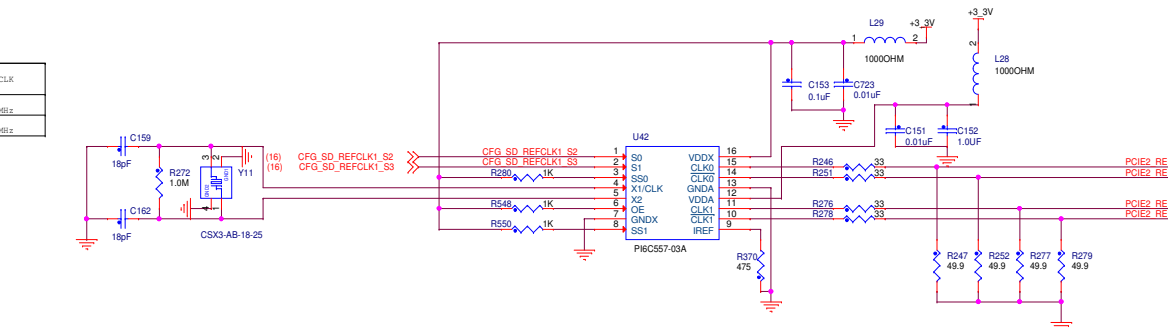 +3_3V
L29
+3_3V
1
2
1000OHM
2
L28
1000OHM
1
CLK
MHz
MHz
C153
0.1uF
C723
0.01uF
C151
0.01uF
C152
1.0UF
C159
18pF
R272
1.0M
3
2
GND1
GND2
4
1
Y11
C162
18pF
CSX3-AB-18-25
(16) CFG_SD_REFCLK1_S2
(16) CFG_SD_REFCLK1_S3
CFG_SD_REFCLK1_S2
CFG_SD_REFCLK1_S3
R280 1K
R548 1K
R550 1K
U42
1 S0 VDDX 16
2 S1 CLK0 15
3 SS0 CLK0 14
4 X1/CLK GNDA 13
5 X2 VDDA 12
6 OE CLK1 11
7 GNDX CLK1 10
8 SS1 IREF 9
PI6C557-03A
R246 33
R251 33
R276 33
R278 33
PCIE2_RE
PCIE2_RE
PCIE2_RE
PCIE2_RE
R370
475
R247
49.9
R252
49.9
R277
49.9
R279
49.9